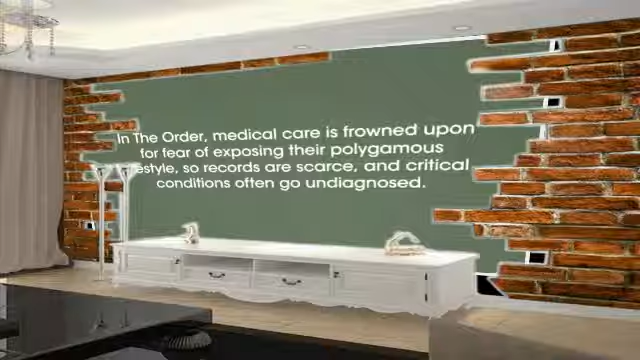 In The Order, medical care is frowned upon
for fear of exposing their polygamous
estyle, so records are scarce, and critical
conditions often go undiagnosed.